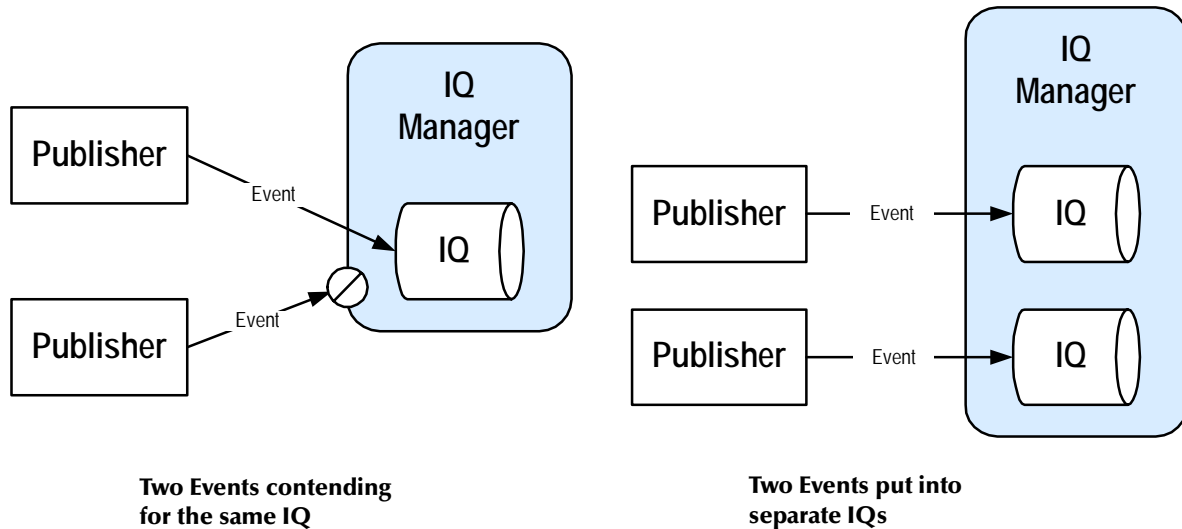 IQ
Manager
Publisher
Event
IQ
Publisher
Event
Two Events contending
for the same IQ
IQ
Manager
Publisher
Event
IQ
Publisher
Event
IQ
Two Events put into
separate IQs